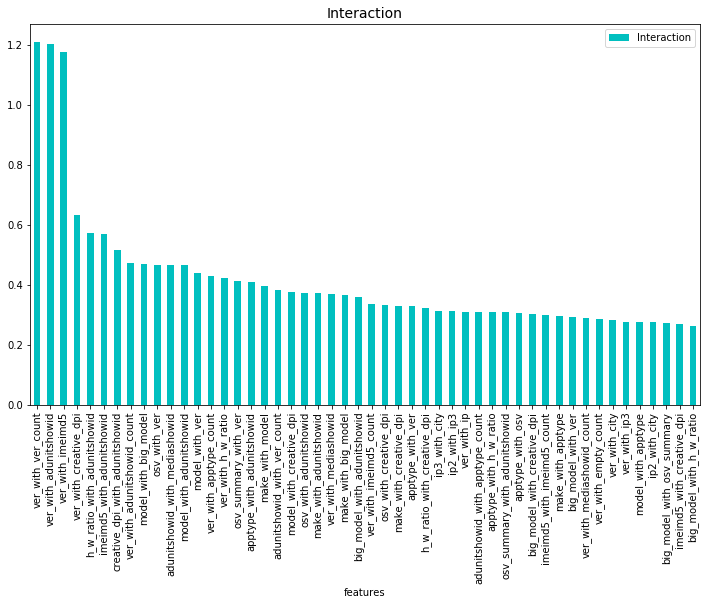 Interaction
Interaction
1.2
1.0
0.8
0.6
0.4
0.2
0.0
ver_with_ver_count
ver_with_adunitshowid
ver_with_imeimd5
ver_with_creative_dpi
h_w_ratio_with_adunitshowid
imeimd5_with_adunitshowid
creative_dpi_with_adunitshowid
ver_with_adunitshowid_count
model_with_big_model
osv_with_ver
adunitshowid_with_mediashowid
model_with_adunitshowid
model_with_ver
ver_with_apptype_count
ver_with_h_w_ratio
osv_summary_with_ver
apptype_with_adunitshowid
make_with_model
adunitshowid_with_ver_count
model_with_creative_dpi
osv_with_adunitshowid
make_with_adunitshowid
ver_with_mediashowid
make_with_big_model
big_model_with_adunitshowid
ver_with_imeimd5_count
osv_with_creative_dpi
make_with_creative_dpi
apptype_with_ver
h_w_ratio_with_creative_dpi
ip3_with_city
ip2_with_ip3
ver_with_ip
adunitshowid_with_apptype_count
apptype_with_h_w_ratio
osv_summary_with_adunitshowid
apptype_with_osv
big_model_with_creative_dpi
imeimd5_with_imeimd5_count
make_with_apptype
big_model_with_ver
ver_with_mediashowid_count
ver_with_empty_count
ver_with_city
ver_with_ip3
model_with_apptype
ip2_with_city
big_model_with_osv_summary
imeimd5_with_creative_dpi
big_model_with_h_w_ratio
features